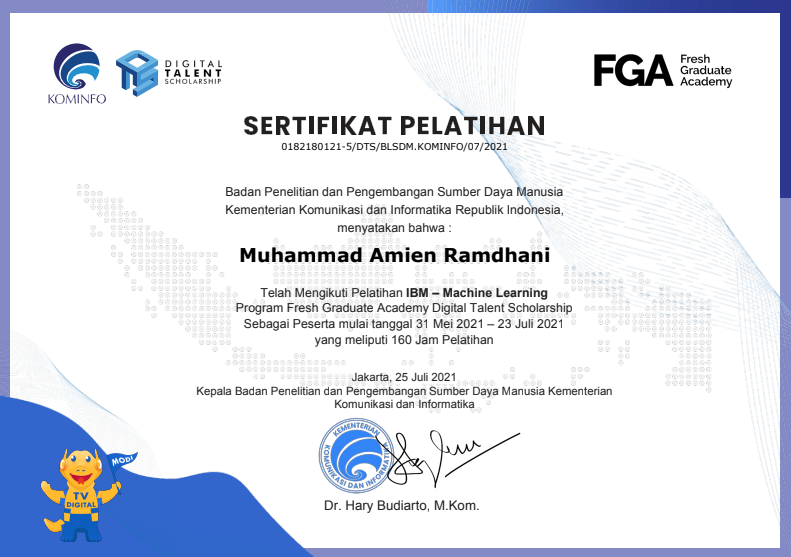 KOMINFO
DIGITAL
TALENT
SCHOLARSHIP
FGA
Fresh
Graduate
Academy
SERTIFIKAT PELATIHAN
0182180121-5/DTS/BLSDM.KOMINFO/07/2021
Badan Penelitian dan Pengembangan Sumber Daya Manusia
Kementerian Komunikasi dan Informatika Republik Indonesia,
menyatakan bahwa :
Muhammad Amien Ramdhani
Telah Mengikuti Pelatihan IBM – Machine Learning
Program Fresh Graduate Academy Digital Talent Scholarship
Sebagai Peserta mulai tanggal 31 Mei 2021 – 23 Juli 2021
yang meliputi 160 Jam Pelatihan
Jakarta, 25 Juli 2021
Kepala Badan Penelitian dan Pengembangan Sumber Daya Manusia Kementerian
Komunikasi dan Informatika
KEMENTERIAN
KOMUNIKASI DAN INFORMATIKA
Dr. Hary Budiarto, M.Kom.
MODI
TV
DIGITAL